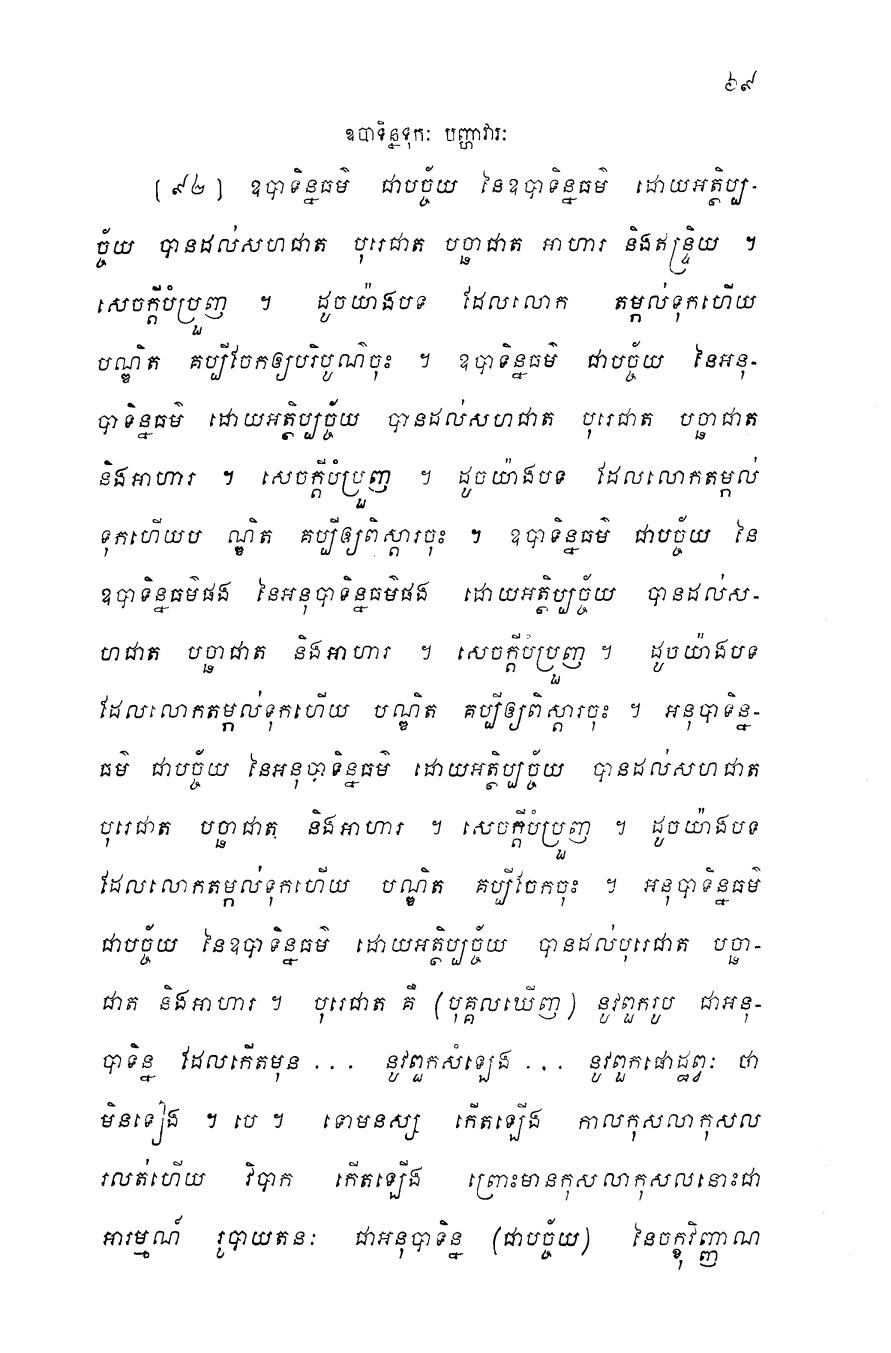 ៦៩
ឧបាទិន្នទុកៈ បញ្ហាវារៈ
[៩២] ឧបាទិន្នធម៌ ជាបច្ច័យ នៃឧបាទិន្នធម៌ ដោយអត្ថិប្ប-
ច្ច័យ បានដល់សហជាត បុរេជាត បច្ឆាជាត អាហារ និងឥន្ទ្រិយ ។
សេចក្តីបំប្រួញ ។ ដូចយ៉ាងបទ ដែលលោក តម្កល់ទុកហើយ
បណ្ឌិត គប្បីចែកឲ្យបរិបូណ៌ចុះ ។ ឧបាទិន្នធម៌ ជាបច្ច័យ នៃអនុ-
បាទិន្នធម៌ ដោយអត្ថិប្បច្ច័យ បានដល់សហជាត បុរេជាត បច្ឆាជាត
និងអាហារ ។ សេចក្តីបំប្រួញ ។ ដូចយ៉ាងបទ ដែលលោកតម្កល់
ទុកហើយប ណ្ឌិត គប្បីឲ្យពិស្តារចុះ ។ ឧបាទិន្នធម៌ ជាបច្ច័យ នៃ
ឧបាទិន្នធម៌ផង នៃអនុបាទិន្នធម៌ផង ដោយអត្ថិប្បច្ច័យ បានដល់ស-
ហជាត បច្ឆាជាត និងអាហារ ។ សេចក្តីបំប្រួញ ។ ដូចយ៉ាងបទ
ដែលលោកតម្កល់ទុកហើយ បណ្ឌិត គប្បីឲ្យពិស្តារចុះ ។ អនុបាទិន្ន-
ធម៌ ជាបច្ច័យ នៃអនុបាទិន្នធម៌ ដោយអត្ថិប្បច្ច័យ បានដល់សហជាត
បុរេជាត បច្ឆាជាត និងអាហារ ។ សេចក្តីបំប្រួញ ។ ដូចយ៉ាងបទ
ដែលលោកតម្កល់ទុកហើយ បណ្ឌិត គប្បីចែកចុះ ។ អនុបាទិន្នធម៌
ជាបច្ច័យ នៃឧបាទិន្នធម៌ ដោយអត្ថិប្បច្ច័យ បានដល់បុរេជាត បច្ឆា-
ជាត និងអាហារ ។ បុរេជាត គឺ (បុគ្គលឃើញ) នូវពួករូប ជាអនុ-
បាទិន្ន ដែលកើតមុន ... នូវពួកសំឡេង ... នូវពួកផោដ្ឋព្វៈ ថា
មិនទៀង ។ បេ ។ ទោមនស្ស កើតឡើង កាលកុសលាកុសល
រលត់ហើយ វិបាក កើតឡើង ព្រោះមានកុសលាកុសលនោះជា
អារម្មណ៍ រូបាយតនៈ ជាអនុបាទិន្ន (ជាបច្ច័យ) នៃចក្ខុវិញ្ញាណ